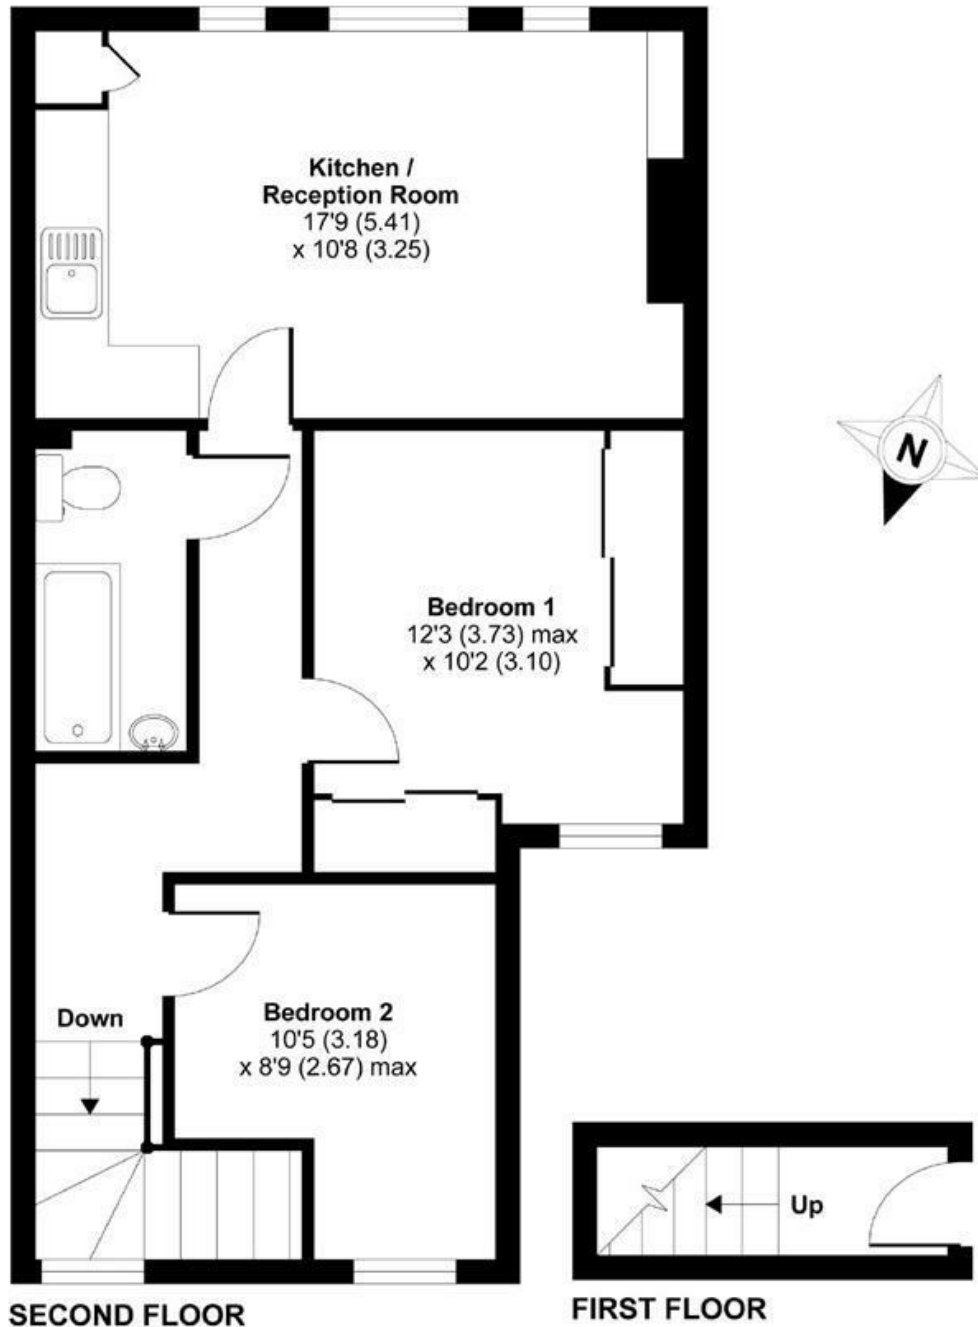 Kitchen /
Reception Room
17'9 (5.41)
x 10'8 (3.25)
N
Bedroom 1
12'3 (3.73) max
x 10'2 (3.10)
Down
Bedroom 2
10'5 (3.18)
x 8'9 (2.67) max
Up
SECOND FLOOR
FIRST FLOOR